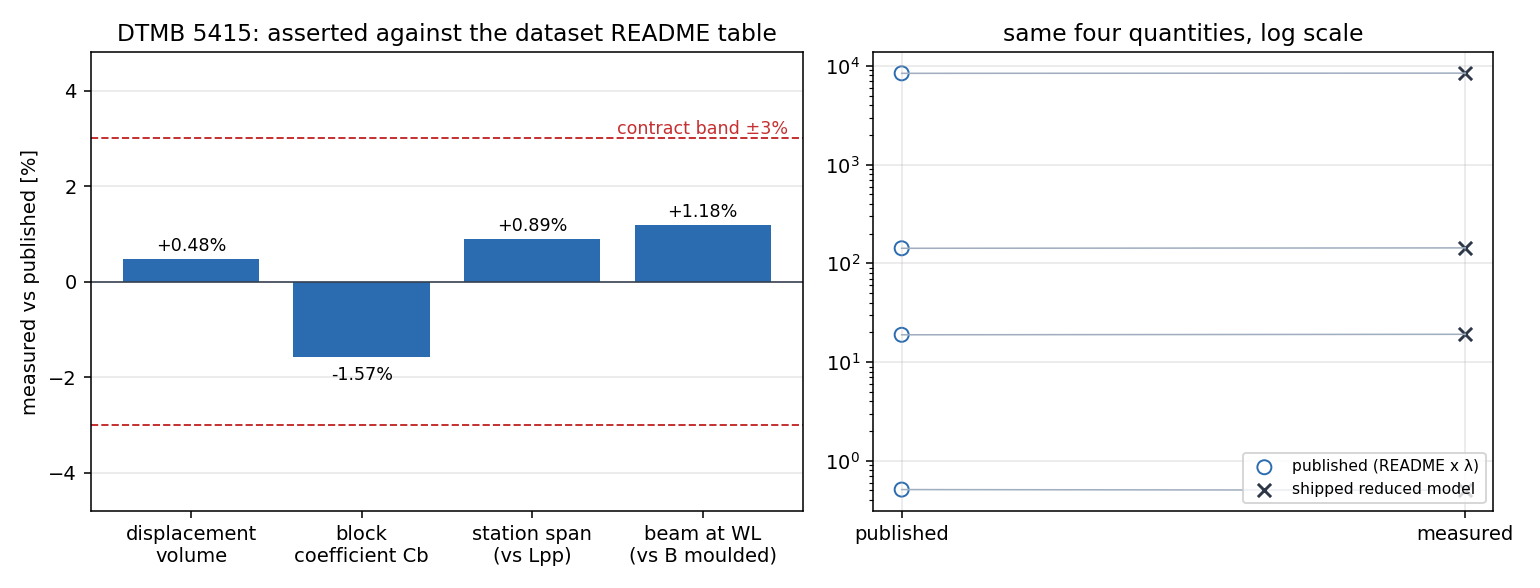 DTMB 5415: asserted against the dataset README table
measured vs published [%]
4
2
0
−2
−4
contract band ±3%
+0.48%
-1.57%
+0.89%
+1.18%
displacement
volume
block
coefficient Cb
station span
(vs Lpp)
beam at WL
(vs B moulded)
same four quantities, log scale
10⁴
10³
10²
10¹
10⁰
published (README x λ)
shipped reduced model
published
measured